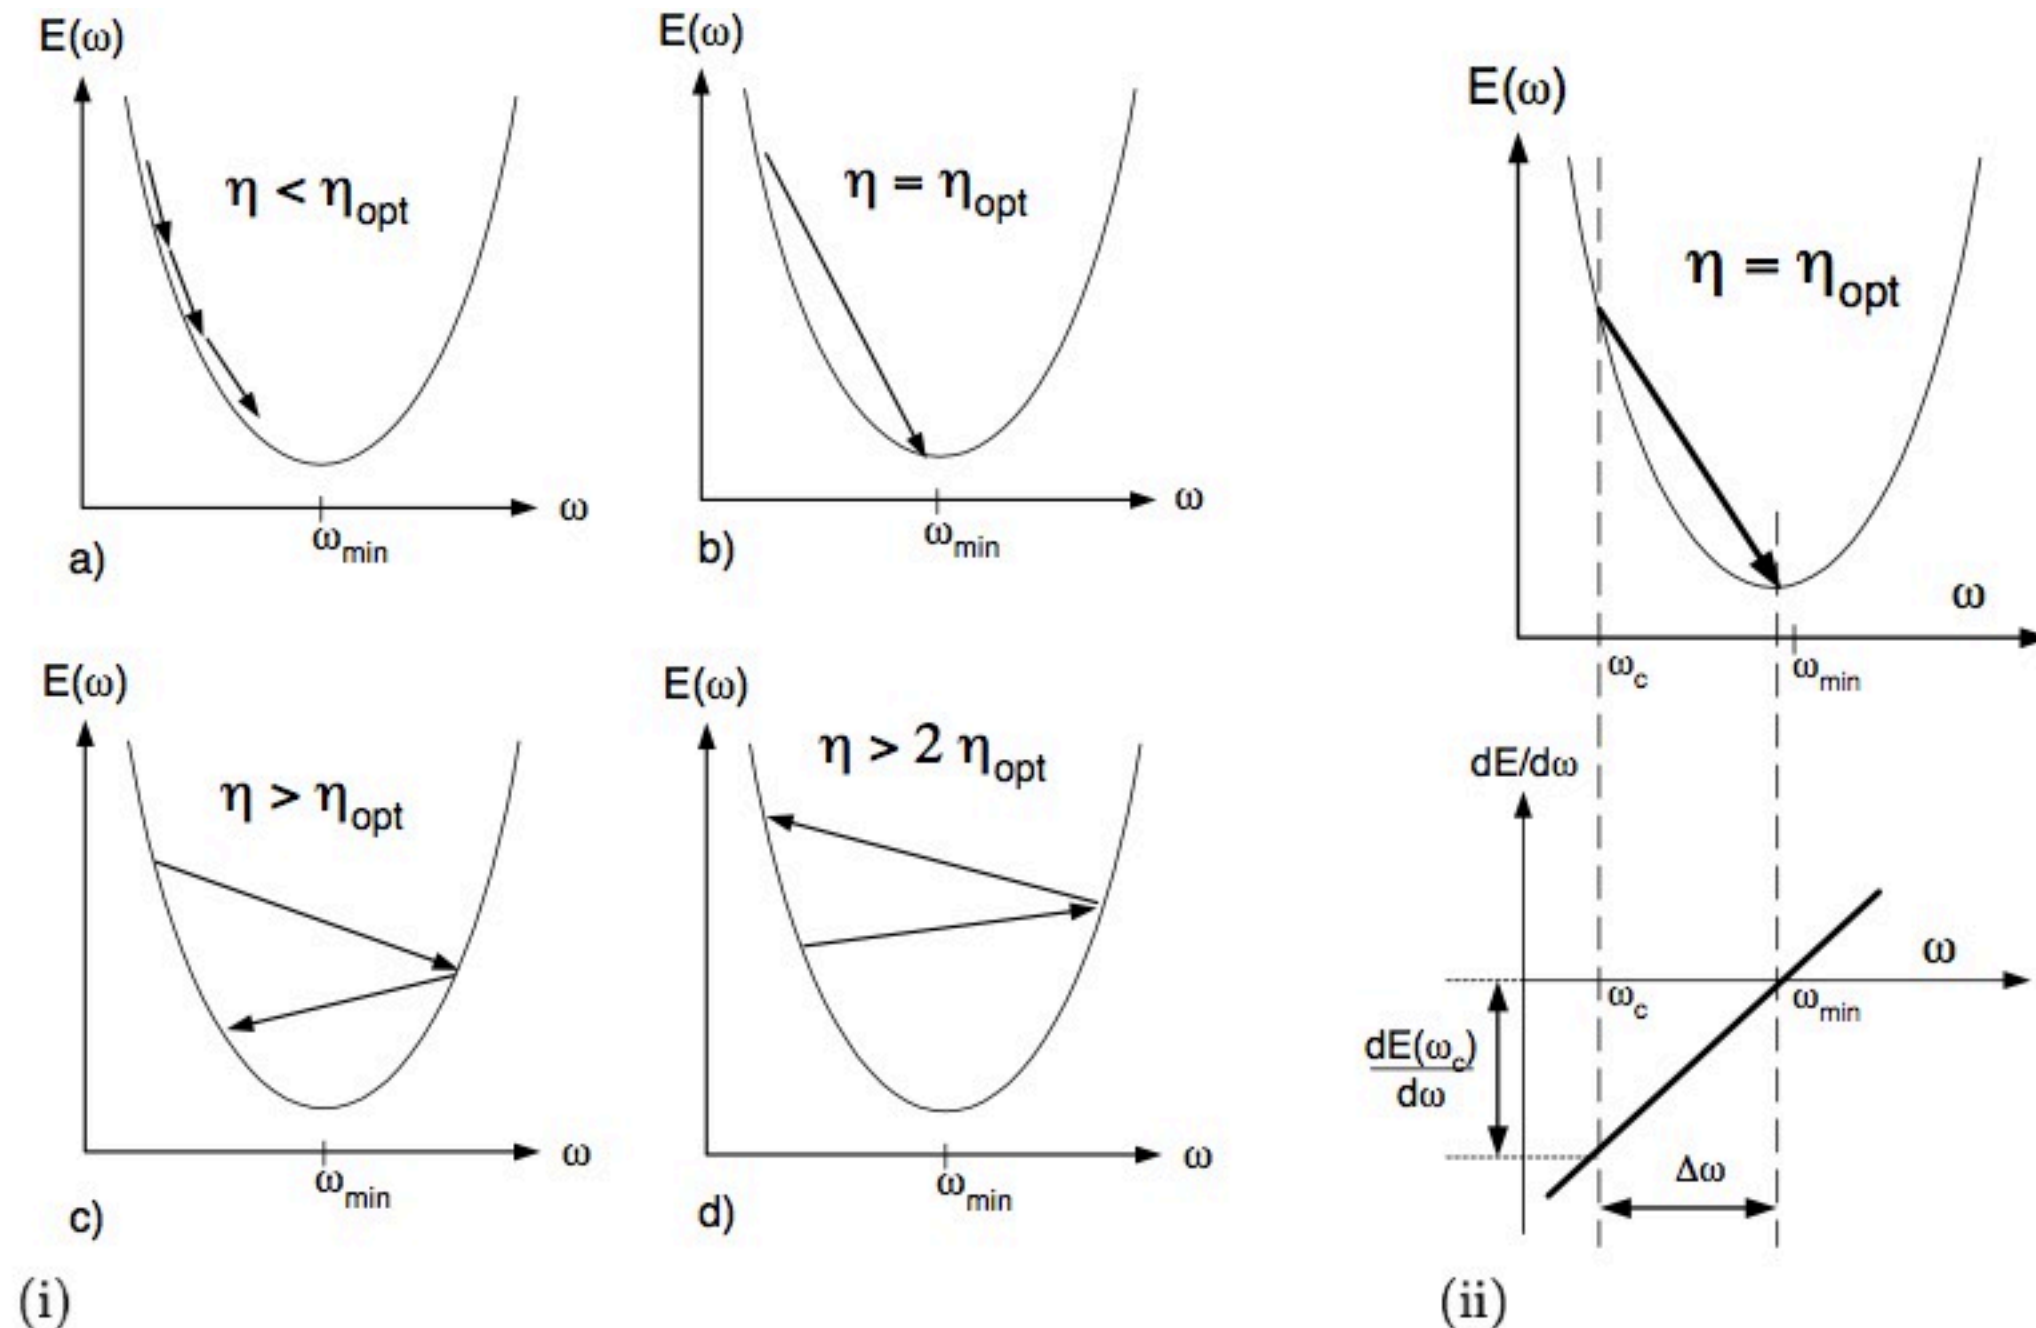 E(ω)
η < η_opt
ω
ω_min
a)
E(ω)
η = η_opt
ω
ω_min
b)
E(ω)
η > η_opt
ω
ω_min
c)
E(ω)
η > 2 η_opt
ω
ω_min
d)
(i)
E(ω)
η = η_opt
ω
ω_c
ω_min
dE/dω
ω
ω_c
ω_min
dE(ω_c)
dω
Δω
(ii)